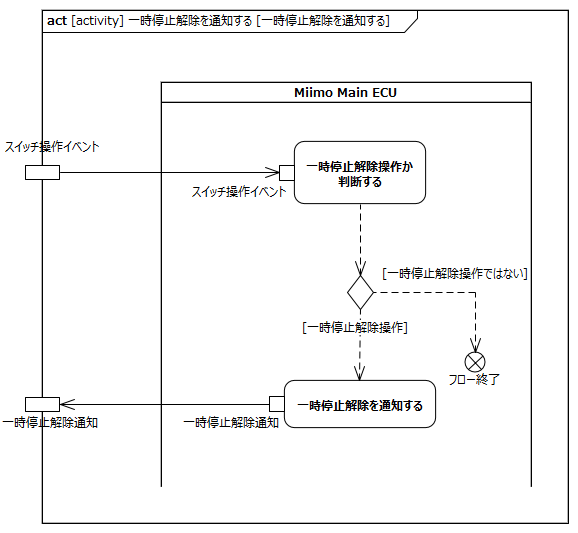 act [activity] 一時停止解除を通知する [一時停止解除を通知する]
Miimo Main ECU
スイッチ操作イベント
一時停止解除操作か
判断する
スイッチ操作イベント
[一時停止解除操作ではない]
[一時停止解除操作]
フロー終了
一時停止解除を通知する
一時停止解除通知
一時停止解除通知